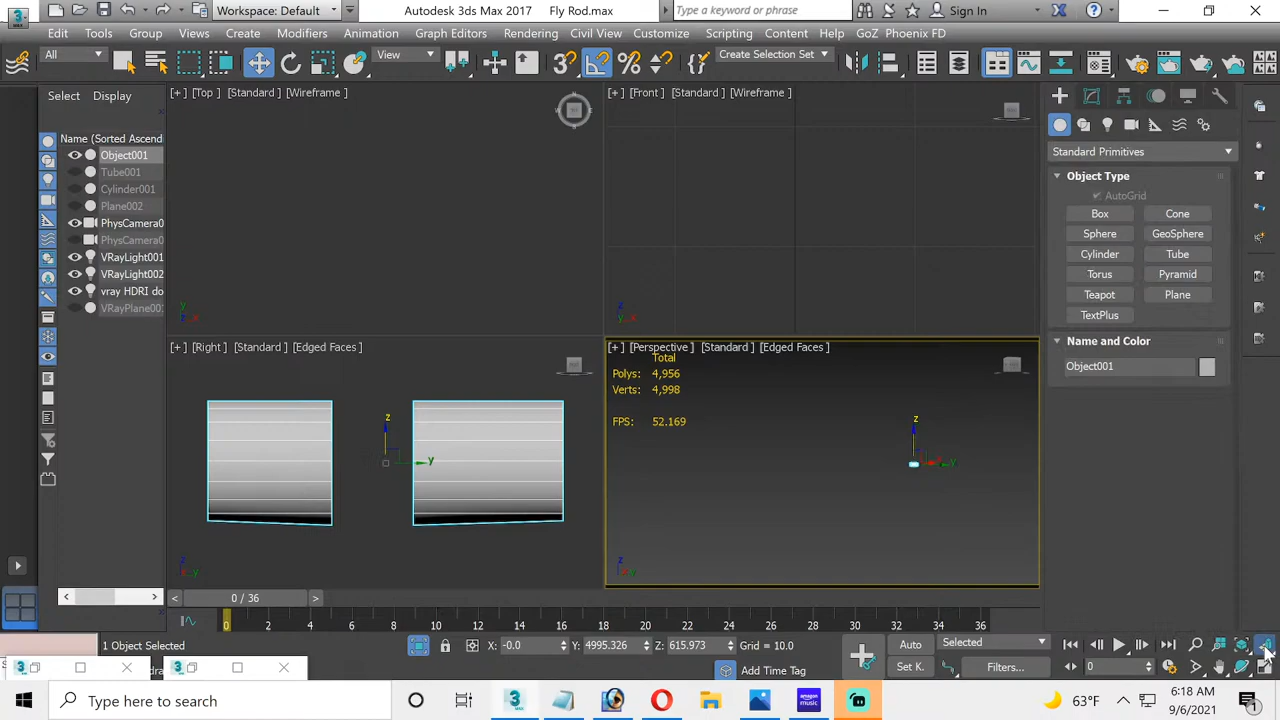 Workspace: Default
Autodesk 3ds Max 2017 Fly Rod.max
Type a keyword or phrase
Sign In
Edit Tools Group Views Create Modifiers Animation Graph Editors Rendering Civil View Customize Scripting Content Help GoZ Phoenix FD
All
View
Create Selection Set
3
Select Display
Name (Sorted Ascend
Object001
Tube001
Cylinder001
Plane002
PhysCamera0
PhysCamera0
VRayLight001
VRayLight002
vray HDRI do
VRayPlane001
[+] [Top] [Standard] [Wireframe]
y
z x
[+] [Front] [Standard] [Wireframe]
z
y x
[+] [Right] [Standard] [Edged Faces]
z
y
z
x y
[+] [Perspective] [Standard] [Edged Faces]
Total
Polys: 4,956
Verts: 4,998
FPS: 52.169
z
x y
z
x y
Standard Primitives
Object Type
AutoGrid
Box Cone
Sphere GeoSphere
Cylinder Tube
Torus Pyramid
Teapot Plane
TextPlus
Name and Color
Object001
0 / 36
0 2 4 6 8 10 12 14 16 18 20 22 24 26 28 30 32 34 36
1 Object Selected
X: -0.0 Y: 4995.326 Z: 615.973 Grid = 10.0
Auto Selected
Add Time Tag
Set K. Filters...
0
Type here to search
amazon music
63°F
6:18 AM
9/6/2021
1